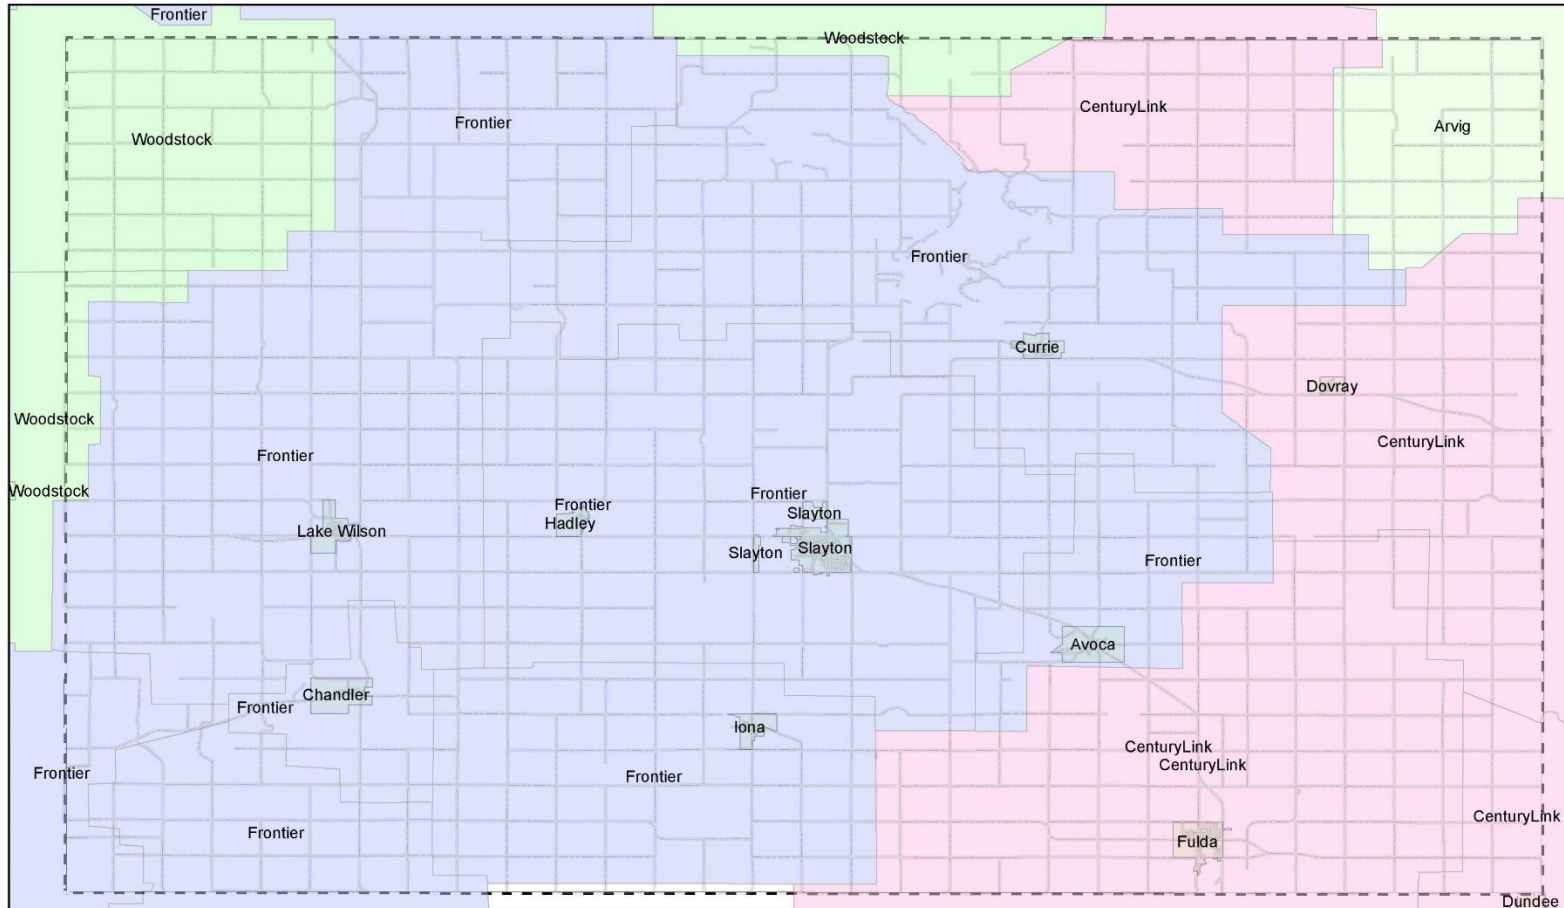 Frontier
Woodstock
CenturyLink
Frontier
Arvig
Woodstock
Frontier
Currie
Dovray
Woodstock
CenturyLink
Frontier
Woodstock
Frontier
Frontier
Slayton
Hadley
Lake Wilson
Slayton
Slayton
Frontier
Avoca
Chandler
Frontier
Iona
CenturyLink
CenturyLink
Frontier
Frontier
CenturyLink
Frontier
Fulda
Dundee